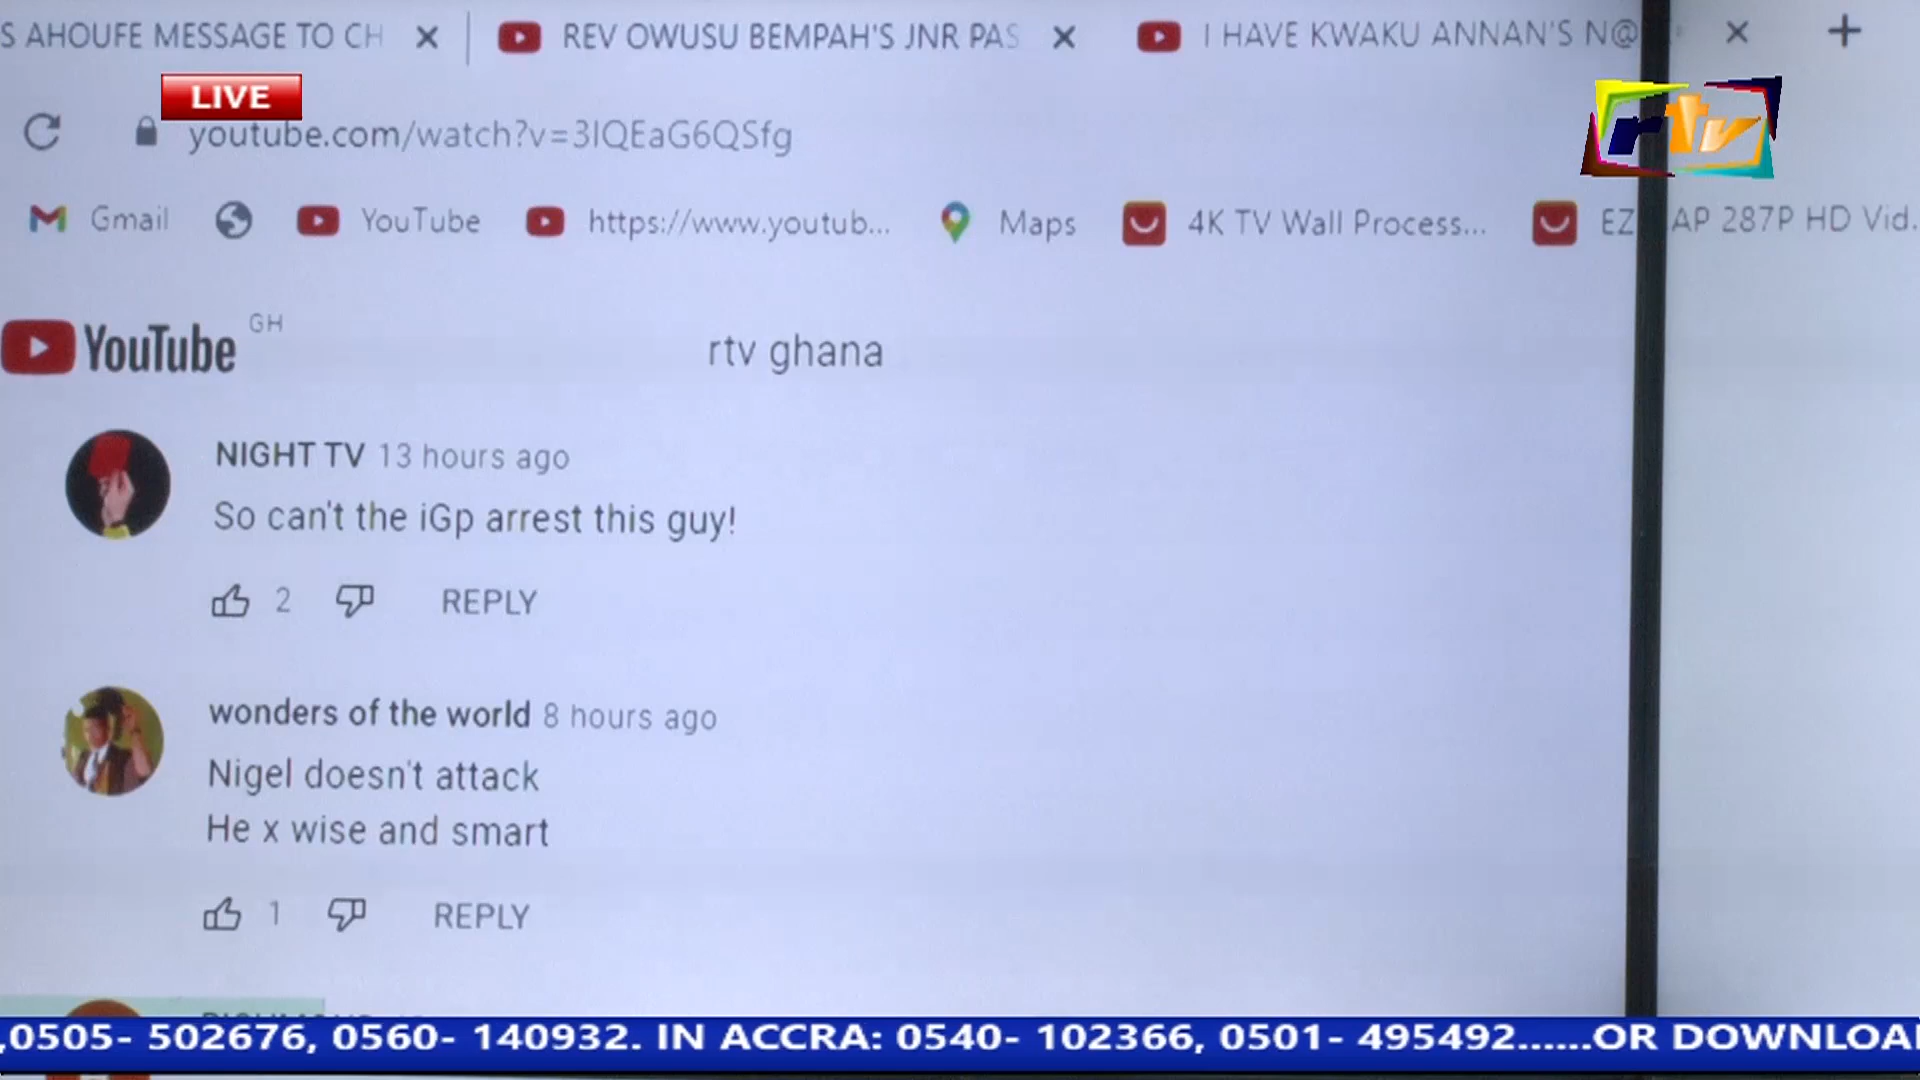 S AHOUFE MESSAGE TO CH
REV OWUSU BEMPAH'S JNR PAS
I HAVE KWAKU ANNAN'S N@
LIVE
youtube.com/watch?v=3IQEaG6QSfg
rtv
Gmail
YouTube
https://www.youtub...
Maps
4K TV Wall Process...
EZ AP 287P HD Vid.
YouTube GH
rtv ghana
NIGHT TV 13 hours ago
So can't the iGp arrest this guy!
2 REPLY
wonders of the world 8 hours ago
Nigel doesn't attack
He x wise and smart
1 REPLY
,0505- 502676, 0560- 140932. IN ACCRA: 0540- 102366, 0501- 495492......OR DOWNLOA